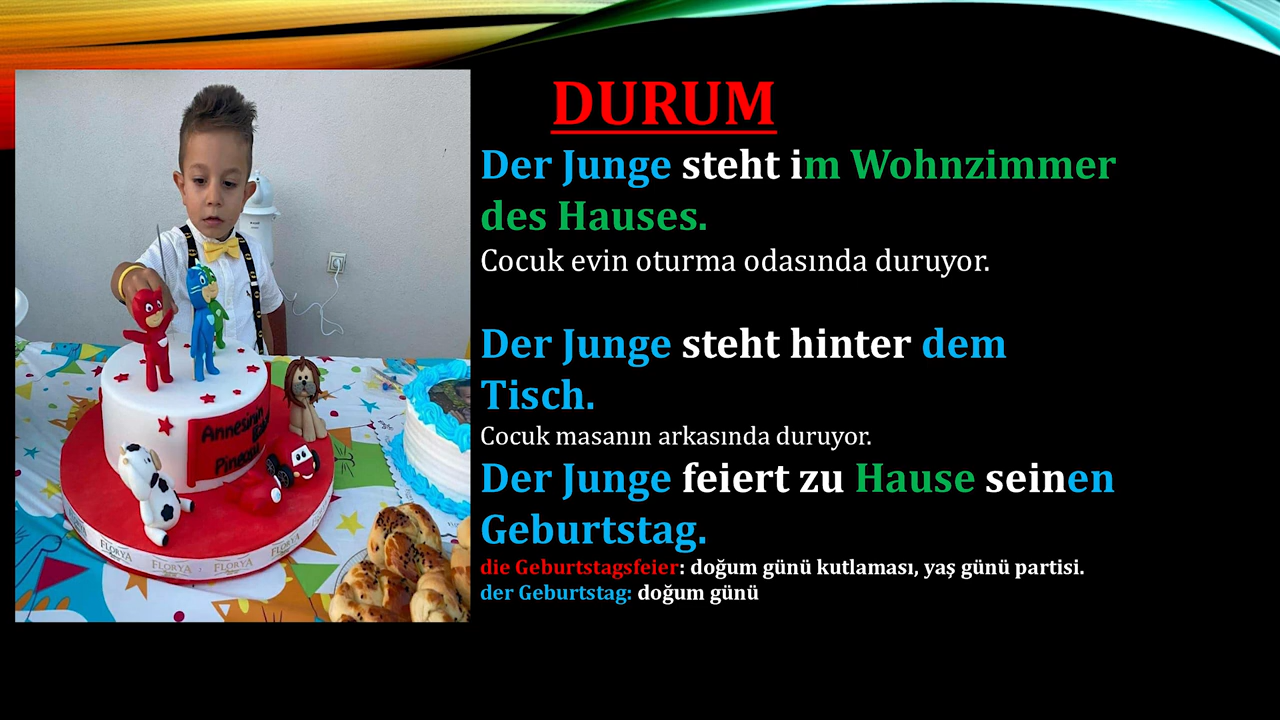 DURUM
Der Junge steht im Wohnzimmer
des Hauses.
Cocuk evin oturma odasında duruyor.
Der Junge steht hinter dem
Tisch.
Cocuk masanın arkasında duruyor.
Der Junge feiert zu Hause seinen
Geburtstag.
die Geburtstagsfeier: doğum günü kutlaması, yaş günü partisi.
der Geburtstag: doğum günü
Annesinin
FLORYA FLORYA FLORYA